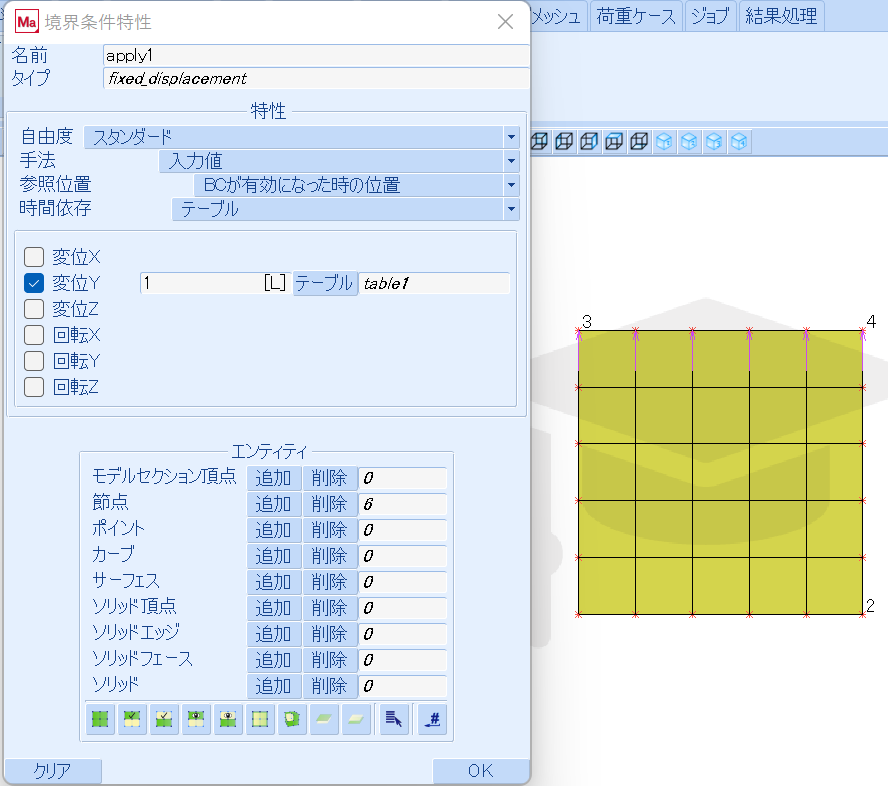 Ma 境界条件特性
メッシュ 荷重ケース ジョブ 結果処理
名前 apply1
タイプ fixed_displacement
特性
自由度 スタンダード
手法 入力値
参照位置 BCが有効になった時の位置
時間依存 テーブル
変位X
変位Y 1 [L] テーブル table1
変位Z
回転X
回転Y
回転Z
エンティティ
モデルセクション頂点 追加 削除 0
節点 追加 削除 6
ポイント 追加 削除 0
カーブ 追加 削除 0
サーフェス 追加 削除 0
ソリッド頂点 追加 削除 0
ソリッドエッジ 追加 削除 0
ソリッドフェース 追加 削除 0
ソリッド 追加 削除 0
#
クリア OK
3 4
2